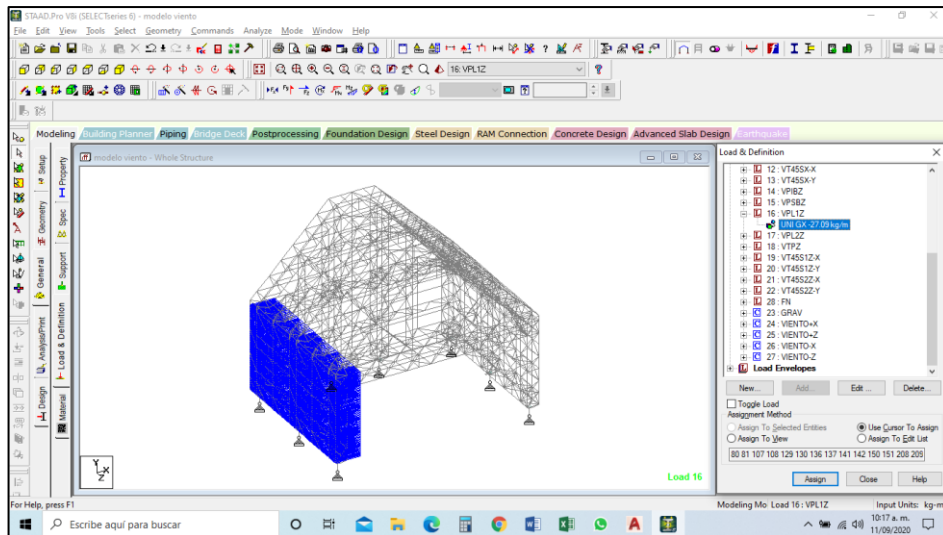 STAAD.Pro V8i (SELECTseries 6) - modelo viento
File Edit View Tools Select Geometry Commands Analyze Mode Window Help
16: VPL1Z
Modeling Building Planner Piping Bridge Deck Postprocessing Foundation Design Steel Design RAM Connection Concrete Design Advanced Slab Design Earthquake
modelo viento - Whole Structure
Setup
Geometry
General
Analysis/Print
Design
Property
Spec
Support
Load & Definition
Material
Y
X
Z
Load 16
Load & Definition
12 : VT45SX-X
13 : VT45SX-Y
14 : VPIBZ
15 : VPSBZ
16 : VPL1Z
UNI GX -27.09 kg/m
17 : VPL2Z
18 : VTPZ
19 : VT45S1Z-X
20 : VT45S1Z-Y
21 : VT45S2Z-X
22 : VT45S2Z-Y
28 : FN
23 : GRAV
24 : VIENTO+X
25 : VIENTO+Z
26 : VIENTO-X
27 : VIENTO-Z
Load Envelopes
New... Add... Edit ... Delete...
Toggle Load
Assignment Method
Assign To Selected Entities Use Cursor To Assign
Assign To View Assign To Edit List
80 81 107 108 129 130 136 137 141 142 150 151 208 209
Assign Close Help
For Help, press F1
Modeling Mo Load 16 : VPL1Z Input Units: kg-m
Escribe aquí para buscar
10:17 a. m.
11/09/2020